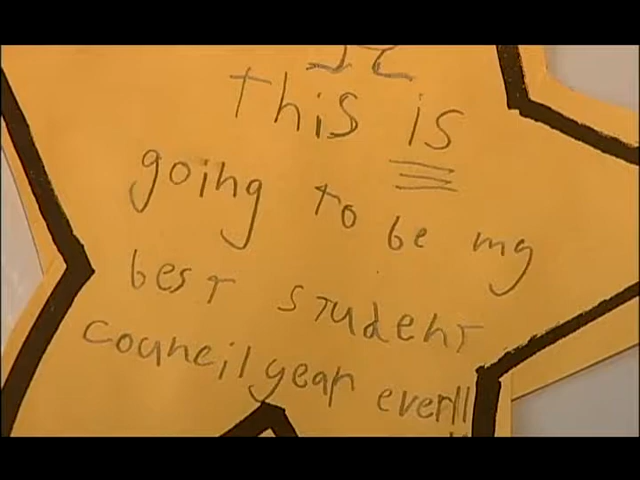 This is
going to be my
best student
council year ever!!